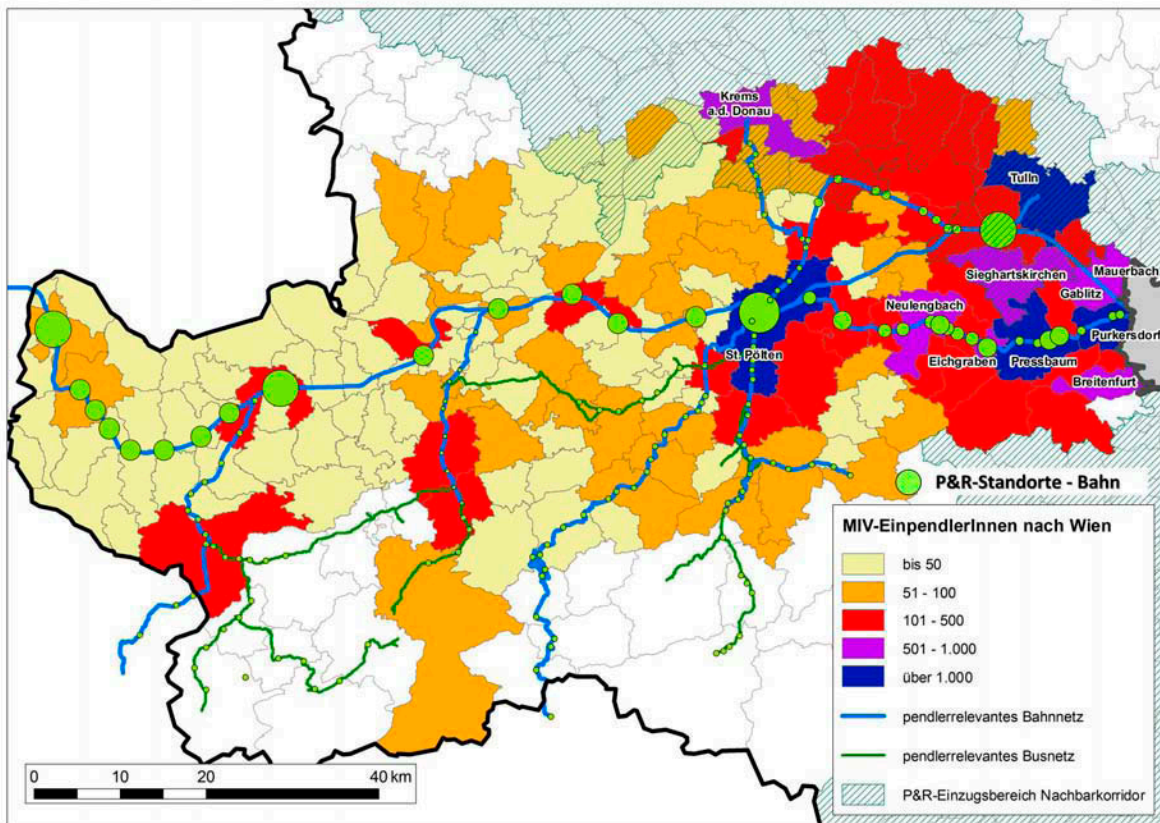 Krems
a.d. Donau
Tulln
Sieghartskirchen
Mauerbach
Gablitz
Neulengbach
Purkersdorf
St. Pölten
Eichgraben
Pressbaum
Breitenfurt
P&R-Standorte - Bahn
MIV-EinpendlerInnen nach Wien
bis 50
51 - 100
101 - 500
501 - 1.000
über 1.000
pendlerrelevantes Bahnnetz
pendlerrelevantes Busnetz
P&R-Einzugsbereich Nachbarkorridor
0 10 20 40 km